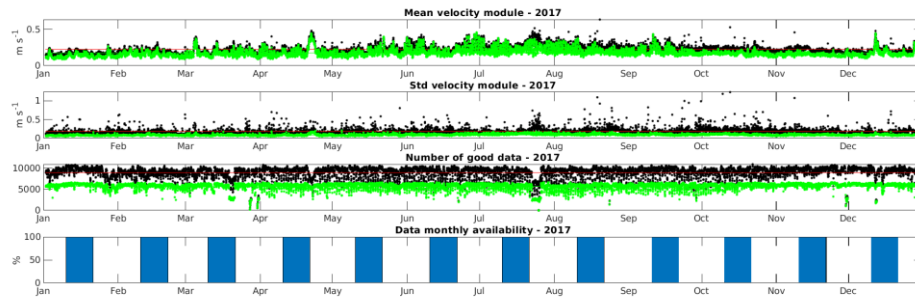 Mean velocity module - 2017
m s-1
0.5
0
Jan Feb Mar Apr May Jun Jul Aug Sep Oct Nov Dec
Std velocity module - 2017
m s-1
1
0.5
0
Jan Feb Mar Apr May Jun Jul Aug Sep Oct Nov Dec
Number of good data - 2017
10000
5000
0
Jan Feb Mar Apr May Jun Jul Aug Sep Oct Nov Dec
Data monthly availability - 2017
%
100
50
0
Jan Feb Mar Apr May Jun Jul Aug Sep Oct Nov Dec